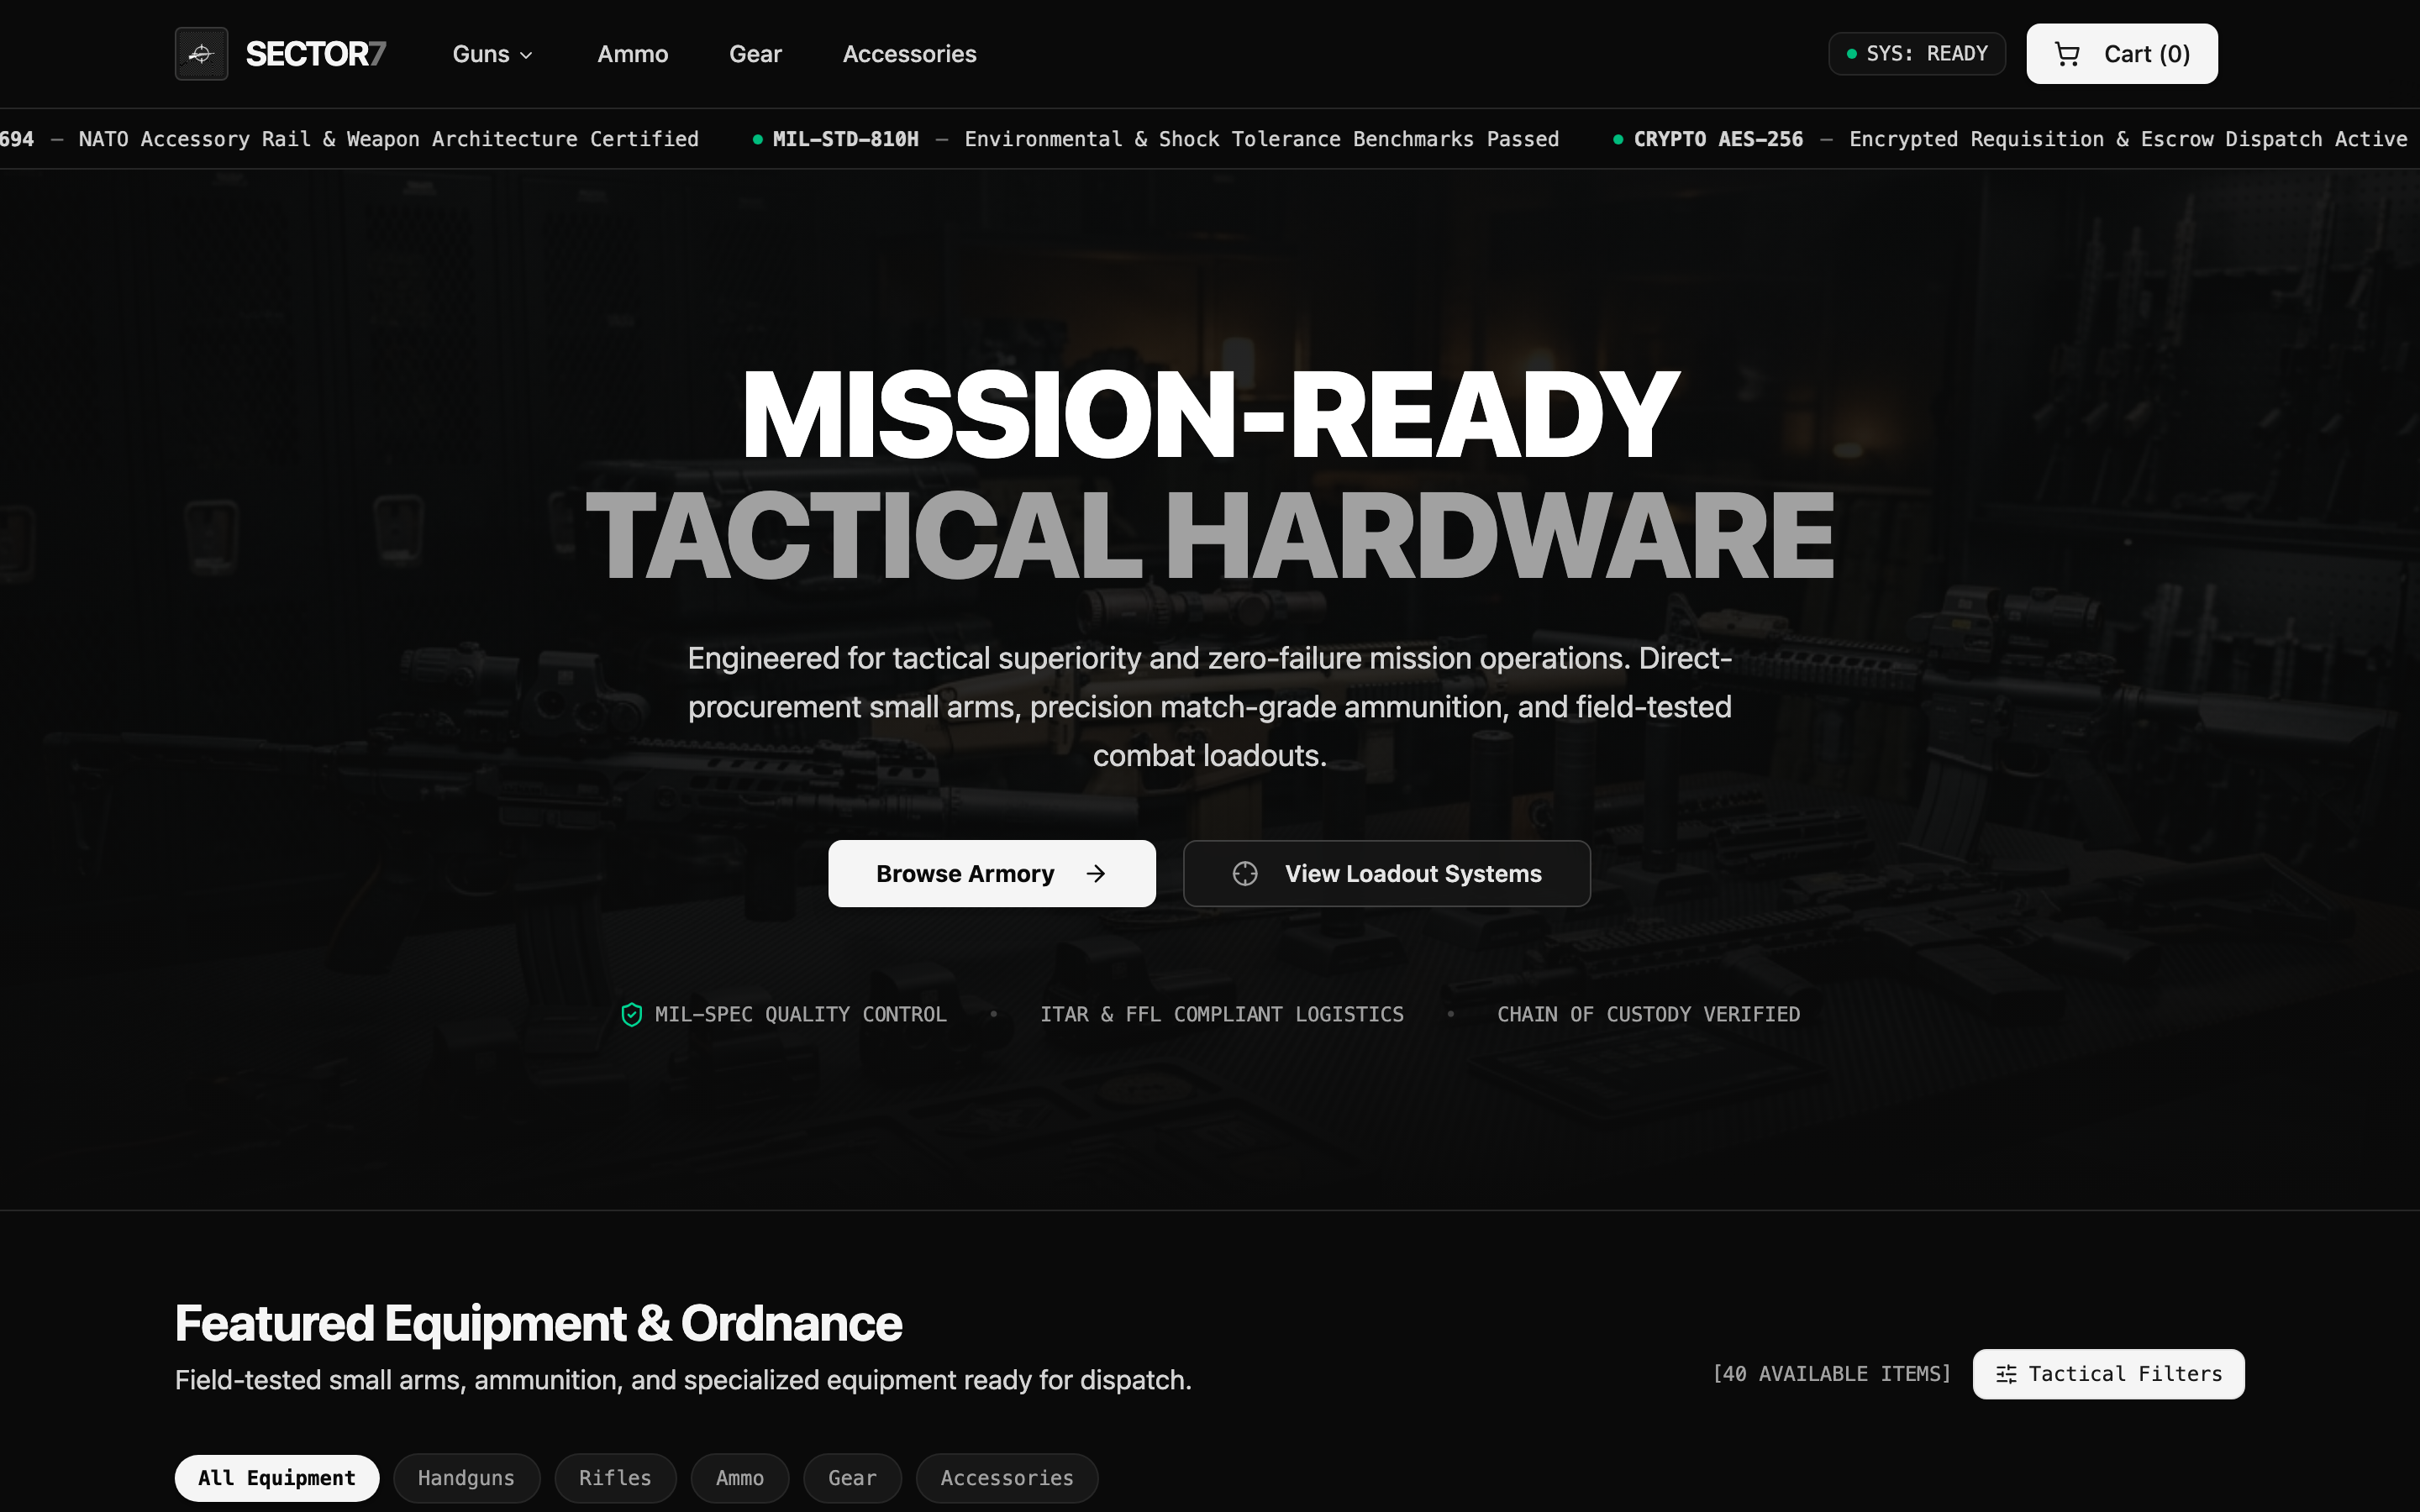 SECTOR7
Guns
Ammo
Gear
Accessories
SYS: READY
Cart (0)
694 — NATO Accessory Rail & Weapon Architecture Certified
MIL-STD-810H — Environmental & Shock Tolerance Benchmarks Passed
CRYPTO AES-256 — Encrypted Requisition & Escrow Dispatch Active
MISSION-READY
TACTICAL HARDWARE
Engineered for tactical superiority and zero-failure mission operations. Direct-
procurement small arms, precision match-grade ammunition, and field-tested
combat loadouts.
Browse Armory
View Loadout Systems
MIL-SPEC QUALITY CONTROL • ITAR & FFL COMPLIANT LOGISTICS • CHAIN OF CUSTODY VERIFIED
Featured Equipment & Ordnance
Field-tested small arms, ammunition, and specialized equipment ready for dispatch.
[40 AVAILABLE ITEMS]
Tactical Filters
All Equipment
Handguns
Rifles
Ammo
Gear
Accessories